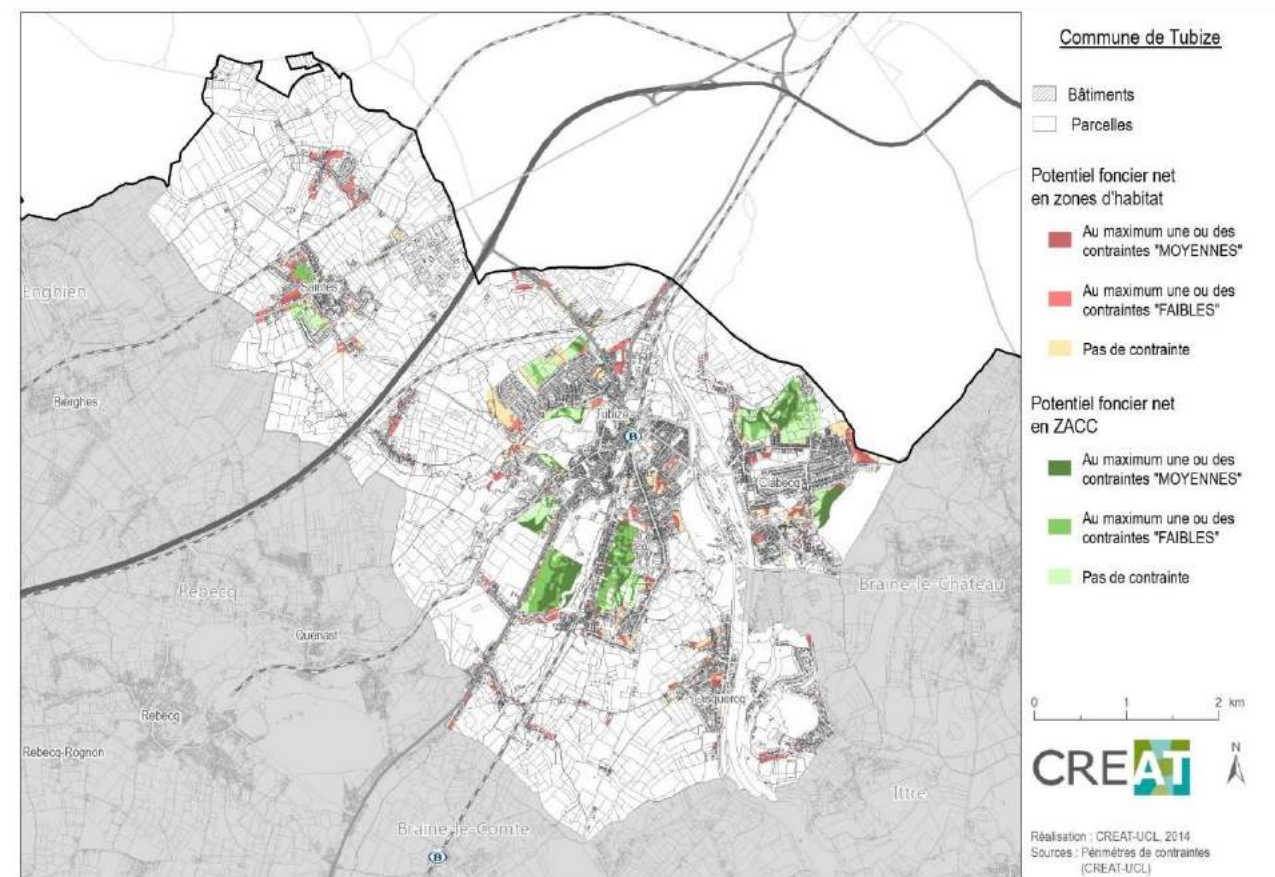 Commune de Tubize
Bâtiments
Parcelles
Potentiel foncier net
en zones d'habitat
Au maximum une ou des
contraintes "MOYENNES"
Au maximum une ou des
contraintes "FAIBLES"
Pas de contrainte
Potentiel foncier net
en ZACC
Au maximum une ou des
contraintes "MOYENNES"
Au maximum une ou des
contraintes "FAIBLES"
Pas de contrainte
0 1 2 km
CREAT
N
Réalisation : CREAT-UCL, 2014
Sources : Périmètres de contraintes
(CREAT-UCL)
Enghien
Saintes
Bierghes
Tubize
B
Clabecq
Rebecq
Braine-le-Château
Quenast
Oisquercq
Rebecq
Rebecq-Rognon
Ittre
Braine-le-Comte
B